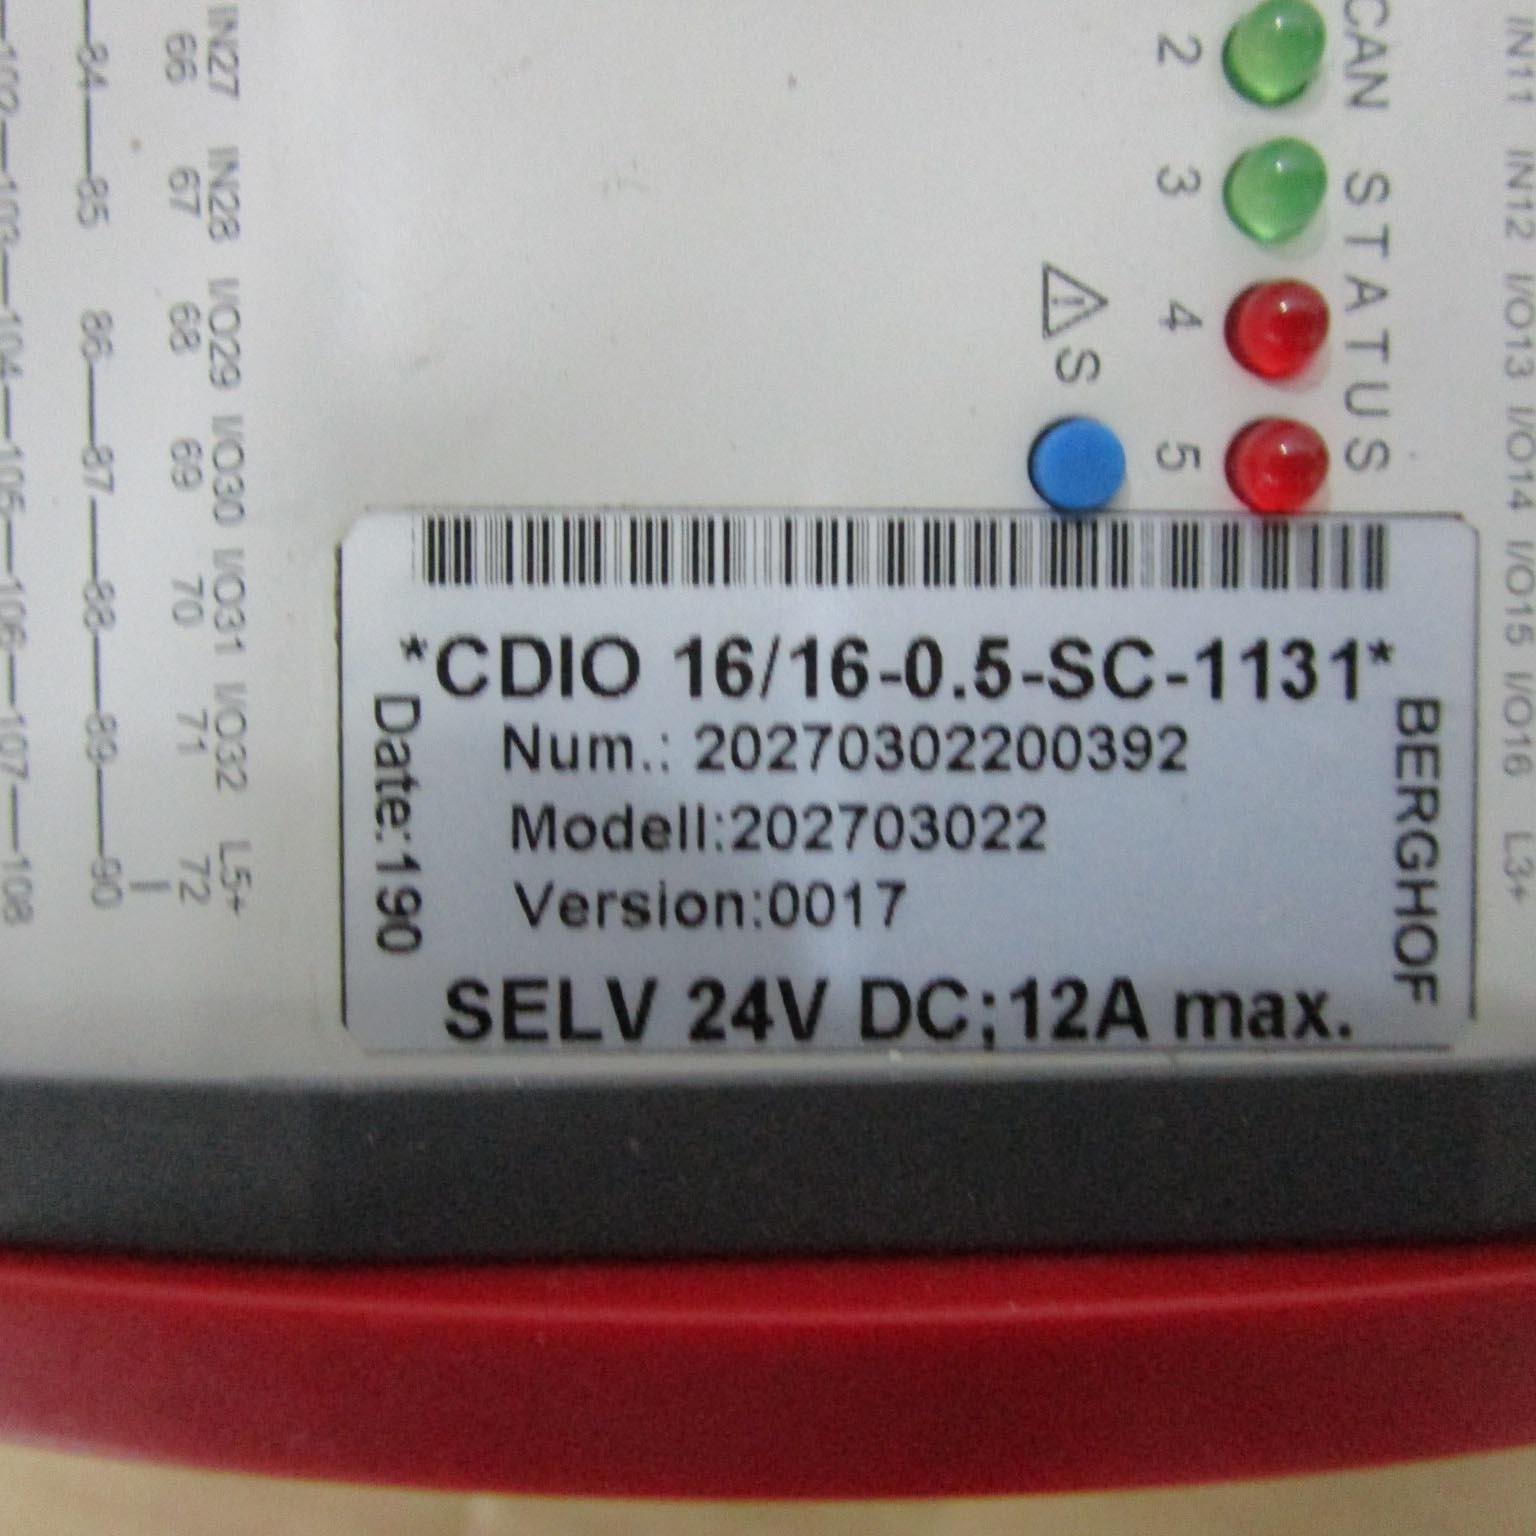 CAN STATUS
2 3 4 5
S
IN11 IN12 I/O13 I/O14 I/O15 I/O16 L3+
IN27 IN28 I/O29 I/O30 I/O31 I/O32 L5+
66 67 68 69 70 71 72
84 85 86 87 88 89 90
102 103 104 105 106 107 108
*CDIO 16/16-0.5-SC-1131*
Num.: 20270302200392
Modell:202703022
Version:0017
SELV 24V DC;12A max.
Date:190
BERGHOF